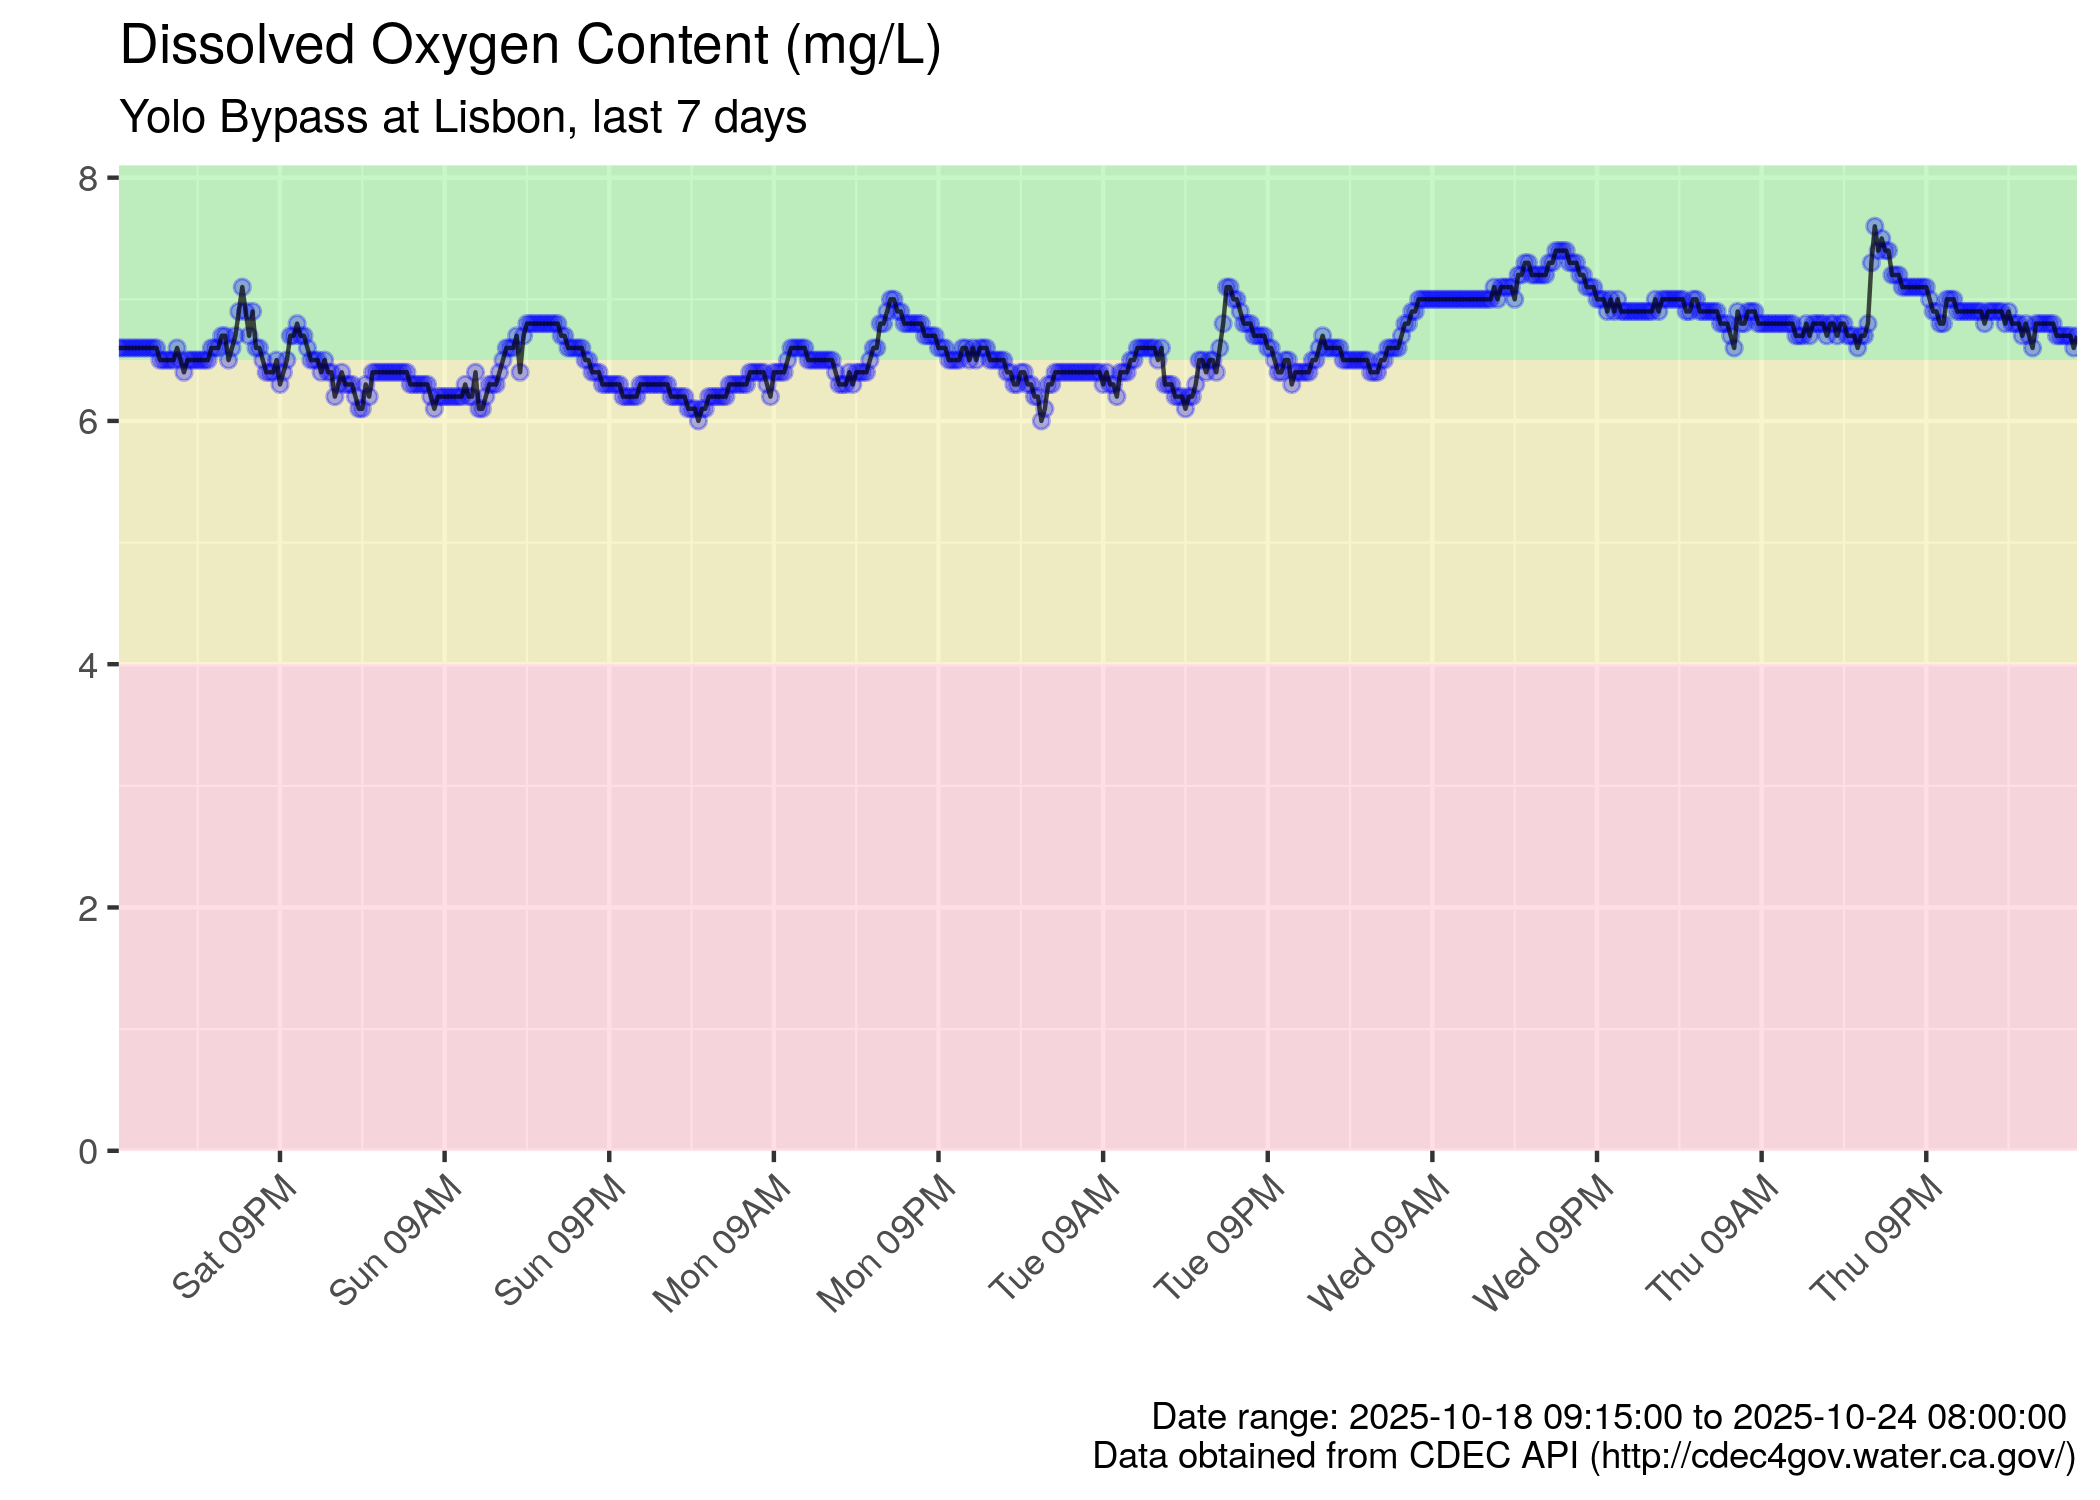 Dissolved Oxygen Content (mg/L)
Yolo Bypass at Lisbon, last 7 days
8
6
4
2
0
Sat 09PM
Sun 09AM
Sun 09PM
Mon 09AM
Mon 09PM
Tue 09AM
Tue 09PM
Wed 09AM
Wed 09PM
Thu 09AM
Thu 09PM
Date range: 2025-10-18 09:15:00 to 2025-10-24 08:00:00
Data obtained from CDEC API (http://cdec4gov.water.ca.gov/)